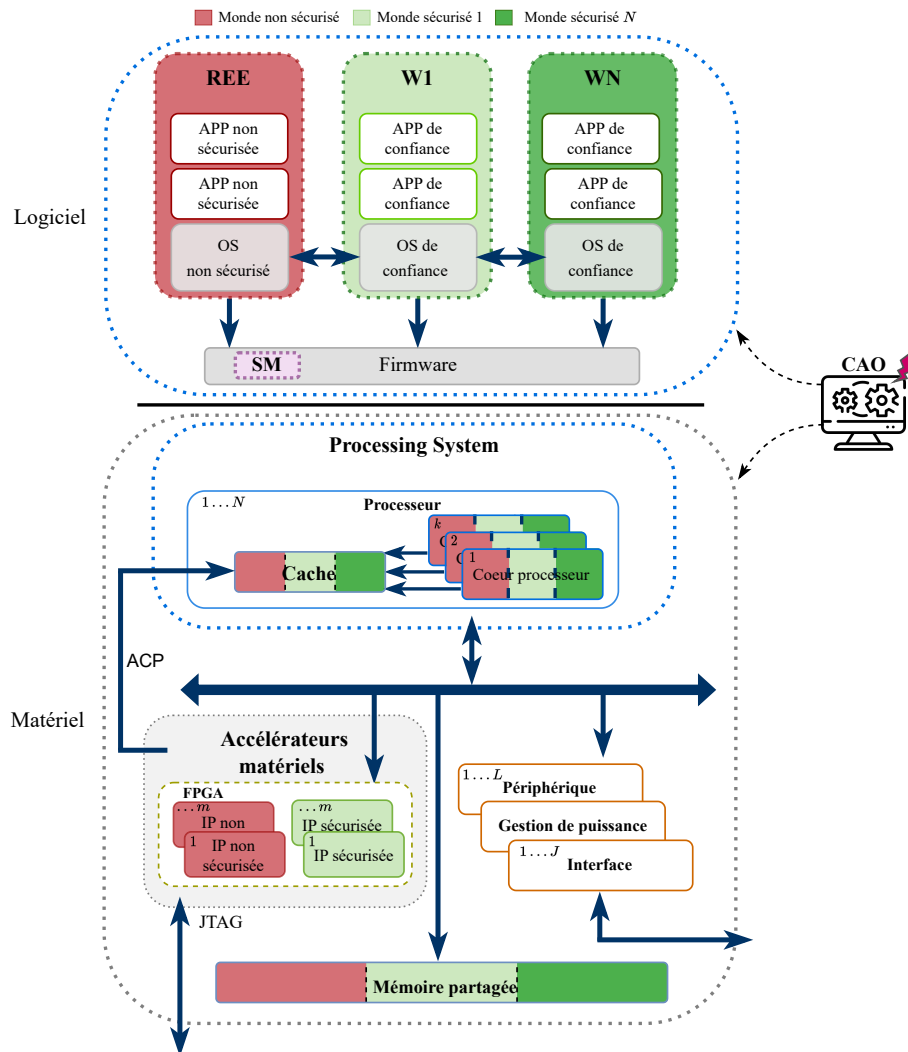 Monde non sécurisé
Monde sécurisé 1
Monde sécurisé N
REE
W1
WN
APP non
sécurisée
APP de
confiance
APP de
confiance
APP non
sécurisée
APP de
confiance
APP de
confiance
Logiciel
OS
non sécurisé
OS de
confiance
OS de
confiance
SM
Firmware
CAO
Processing System
1...N
Processeur
k
C
2
C
1
Coeur processeur
Cache
ACP
Matériel
Accélérateurs
matériels
FPGA
...m
IP non
1
IP non
sécurisée
...m
IP sécurisée
1
IP sécurisée
1...L
Périphérique
Gestion de puissance
1...J
Interface
JTAG
Mémoire partagée